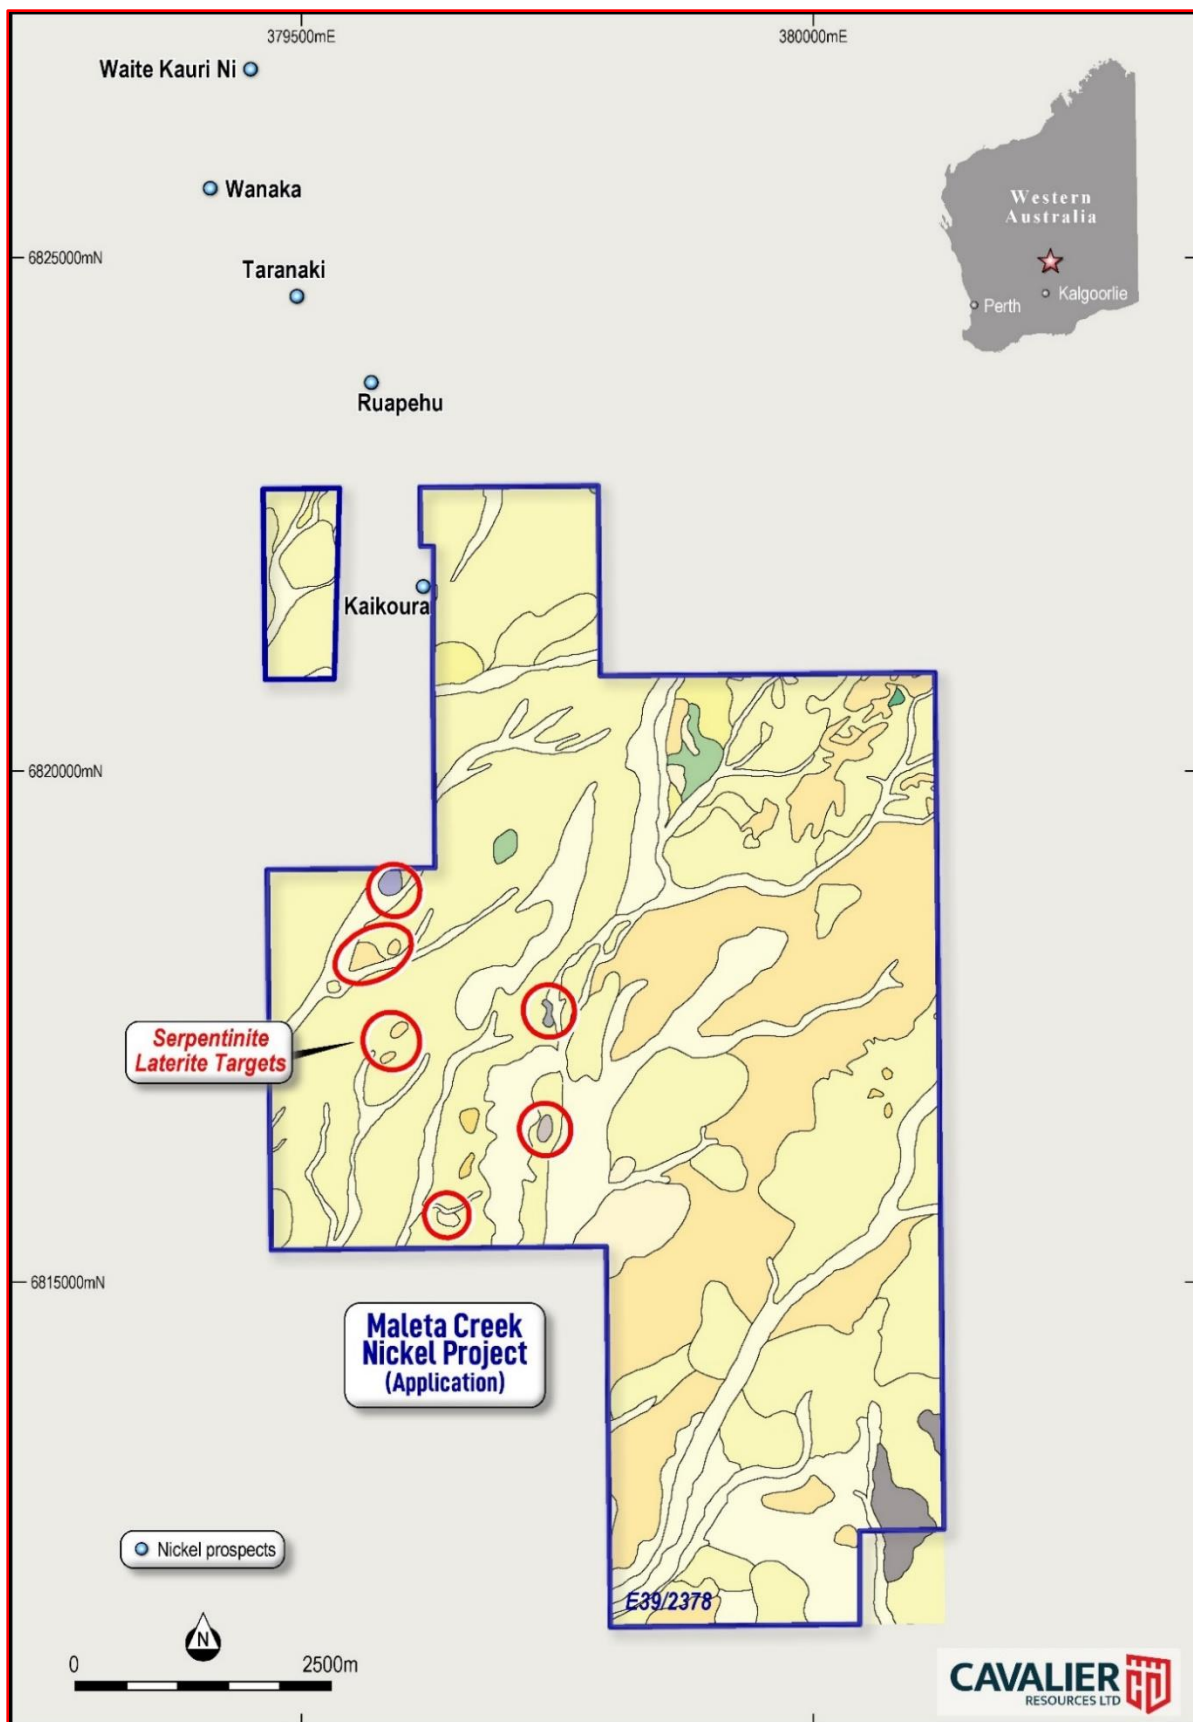 379500mE
380000mE
Waite Kauri Ni
Wanaka
Western
Australia
6825000mN
Taranaki
Kalgoorlie
Perth
Ruapehu
Kaikoura
6820000mN
Serpentinite
Laterite Targets
6815000mN
Maleta Creek
Nickel Project
(Application)
Nickel prospects
E39/2378
N
0
2500m
CAVALIER
RESOURCES LTD